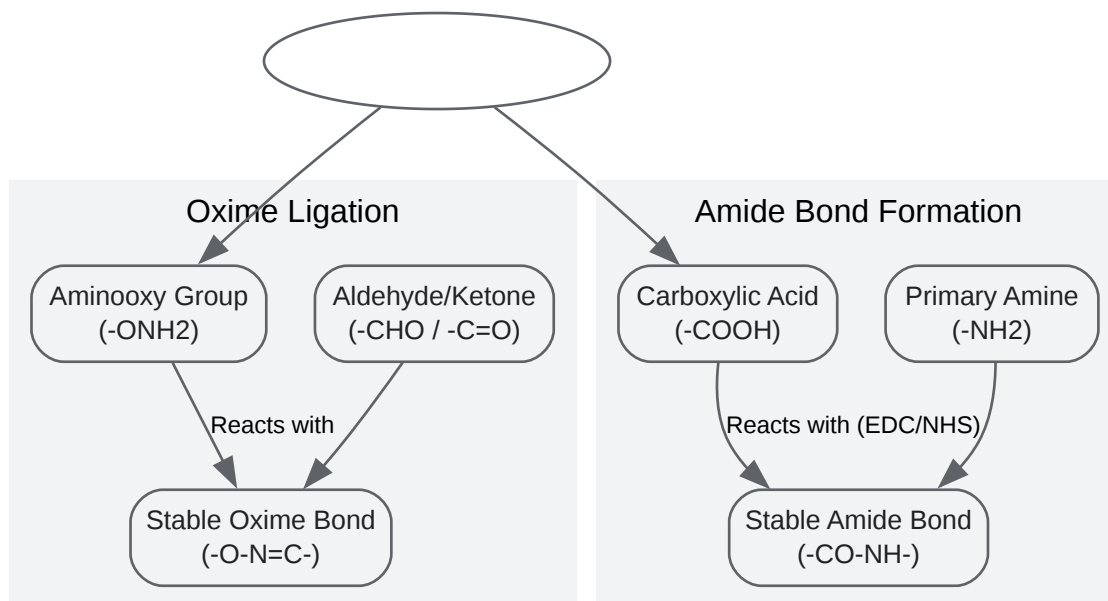 Oxime Ligation
Aminooxy Group
(-ONH2)
Aldehyde/Ketone
(-CHO / -C=O)
Reacts with
Stable Oxime Bond
(-O-N=C-)
Amide Bond Formation
Carboxylic Acid
(-COOH)
Primary Amine
(-NH2)
Reacts with (EDC/NHS)
Stable Amide Bond
(-CO-NH-)